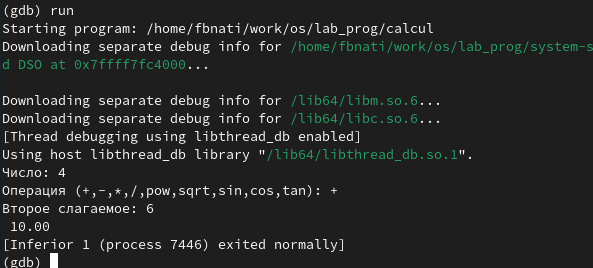 (gdb) run
Starting program: /home/fbnati/work/os/lab_prog/calcul
Downloading separate debug info for /home/fbnati/work/os/lab_prog/system-s
d DSO at 0x7ffff7fc4000...
Downloading separate debug info for /lib64/libm.so.6...
Downloading separate debug info for /lib64/libc.so.6...
[Thread debugging using libthread_db enabled]
Using host libthread_db library "/lib64/libthread_db.so.1".
Число: 4
Операция (+,-,*,/,pow,sqrt,sin,cos,tan): +
Второе слагаемое: 6
10.00
[Inferior 1 (process 7446) exited normally]
(gdb)